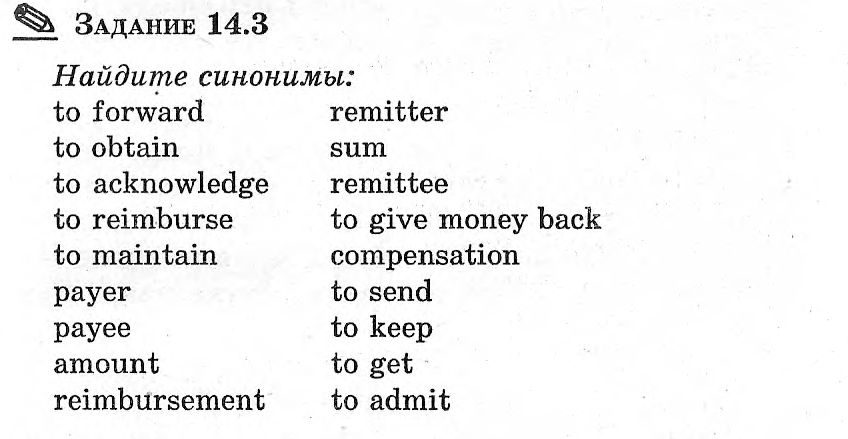 Задание 14.3
Найдите синонимы:
to forward remitter
to obtain sum
to acknowledge remittee
to reimburse to give money back
to maintain compensation
payer to send
payee to keep
amount to get
reimbursement to admit